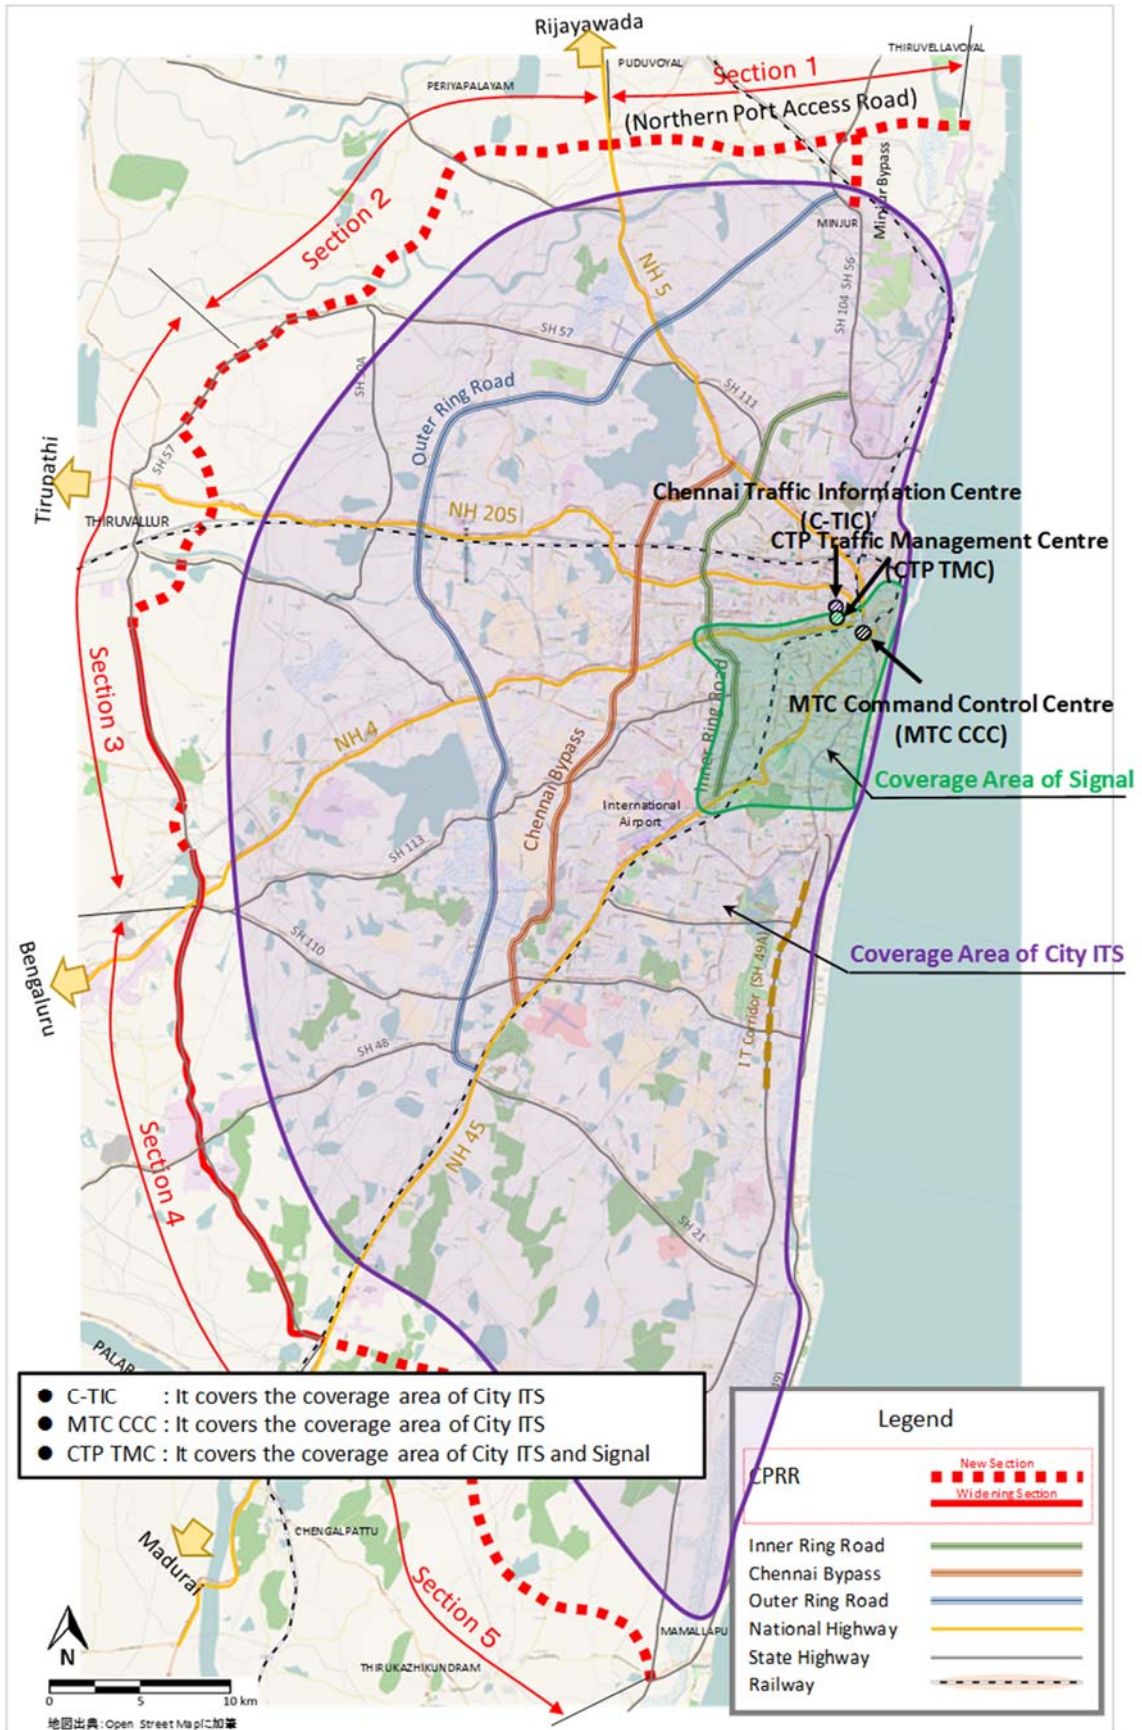 Rijayawada
THIRUVELLAVOYAL
PUDUVOYAL
Section 1
PERIYAPALAYAM
(Northern Port Access Road)
Minjur Bypass
Section 2
MINJUR
NH 5
SH 56
SH 104
SH 57
SH 111
Outer Ring Road
Tirupathi
SH 57
THIRUVALLUR
NH 205
Chennai Traffic Information Centre
(C-TIC)
CTP Traffic Management Centre
(CTP TMC)
Section 3
Inner Ring Road
MTC Command Control Centre
(MTC CCC)
NH 4
Chennai Bypass
Coverage Area of Signal
International
Airport
SH 113
Bengaluru
SH 110
Coverage Area of City ITS
I T Corridor (SH 49A)
SH 48
Section 4
NH 45
SH 21
PALAR
49)
● C-TIC : It covers the coverage area of City ITS
● MTC CCC : It covers the coverage area of City ITS
● CTP TMC : It covers the coverage area of City ITS and Signal
Legend
CPRR
New Section
Widening Section
Inner Ring Road
Chennai Bypass
Outer Ring Road
National Highway
State Highway
Railway
Madurai
CHENGALPATTU
Section 5
MAMALLAPU
THIRUKAZHIKUNDRAM
N
0 5 10 km
地図出典：Open Street Mapに加筆